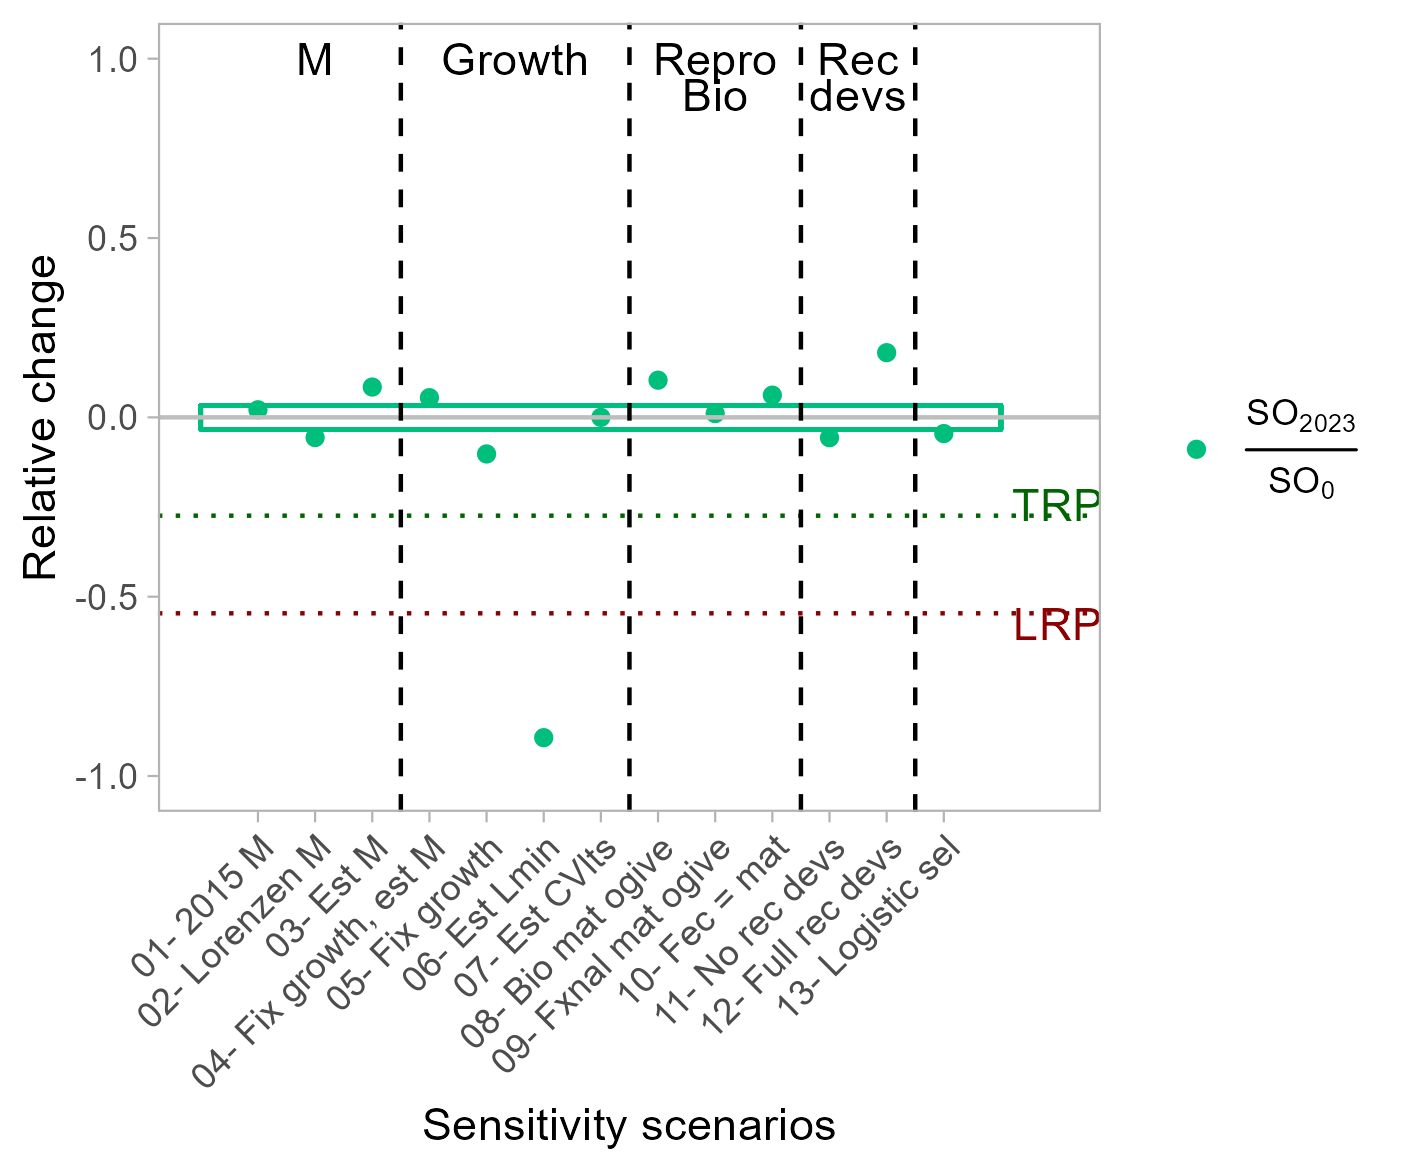 M
Growth
Repro
Bio
Rec
devs
1.0
0.5
0.0
-0.5
-1.0
Relative change
TRP
LRP
SO2023
SO0
01- 2015 M
02- Lorenzen M
03- Est M
04- Fix growth, est M
05- Fix growth
06- Est Lmin
07- Est CVlts
08- Bio mat ogive
09- Fxnal mat ogive
10- Fec = mat
11- No rec devs
12- Full rec devs
13- Logistic sel
Sensitivity scenarios